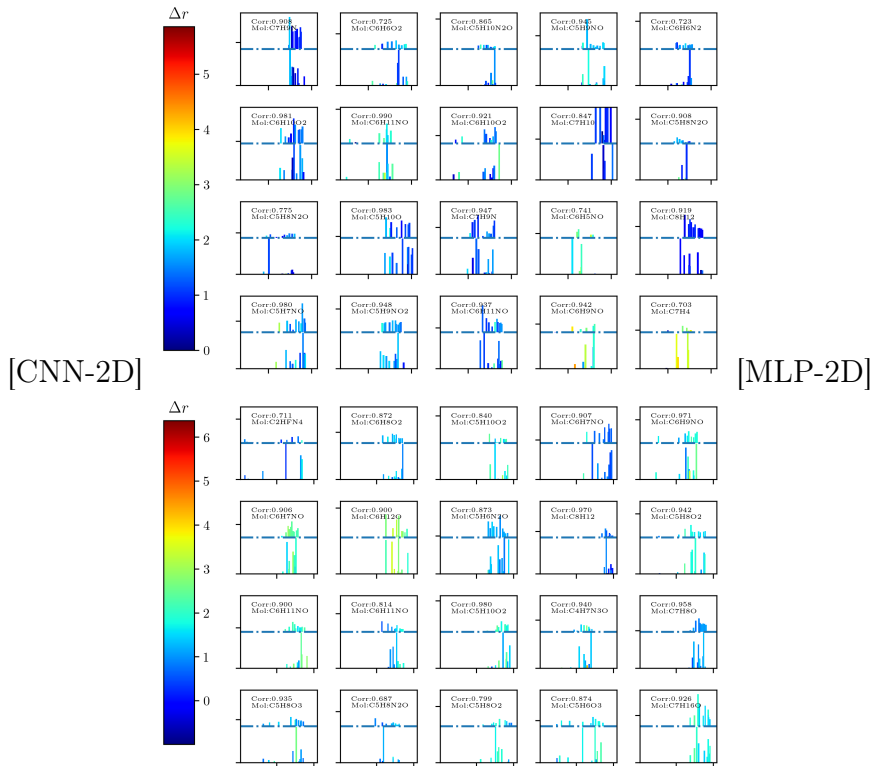 Δr
5
4
3
2
1
0
Corr:0.908
Mol:C7H9N
Corr:0.725
Mol:C6H6O2
Corr:0.865
Mol:C5H10N2O
Corr:0.945
Mol:C5H9NO
Corr:0.723
Mol:C6H6N2
Corr:0.981
Mol:C6H10O2
Corr:0.990
Mol:C6H11NO
Corr:0.921
Mol:C6H10O2
Corr:0.847
Mol:C7H10
Corr:0.908
Mol:C5H8N2O
Corr:0.775
Mol:C5H8N2O
Corr:0.983
Mol:C5H10O
Corr:0.947
Mol:C7H9N
Corr:0.741
Mol:C6H5NO
Corr:0.919
Mol:C8H12
Corr:0.980
Mol:C5H7NO
Corr:0.948
Mol:C5H9NO2
Corr:0.937
Mol:C6H11NO
Corr:0.942
Mol:C6H9NO
Corr:0.703
Mol:C7H4
[CNN-2D]
[MLP-2D]
Δr
6
5
4
3
2
1
0
Corr:0.711
Mol:C2HFN4
Corr:0.872
Mol:C6H8O2
Corr:0.840
Mol:C5H10O2
Corr:0.907
Mol:C6H7NO
Corr:0.971
Mol:C6H9NO
Corr:0.906
Mol:C6H7NO
Corr:0.900
Mol:C6H12O
Corr:0.873
Mol:C5H6N2O
Corr:0.970
Mol:C8H12
Corr:0.942
Mol:C5H8O2
Corr:0.900
Mol:C6H11NO
Corr:0.814
Mol:C6H11NO
Corr:0.980
Mol:C5H10O2
Corr:0.940
Mol:C4H7N3O
Corr:0.958
Mol:C7H8O
Corr:0.935
Mol:C5H8O3
Corr:0.687
Mol:C5H8N2O
Corr:0.799
Mol:C5H8O2
Corr:0.874
Mol:C5H6O3
Corr:0.926
Mol:C7H16O